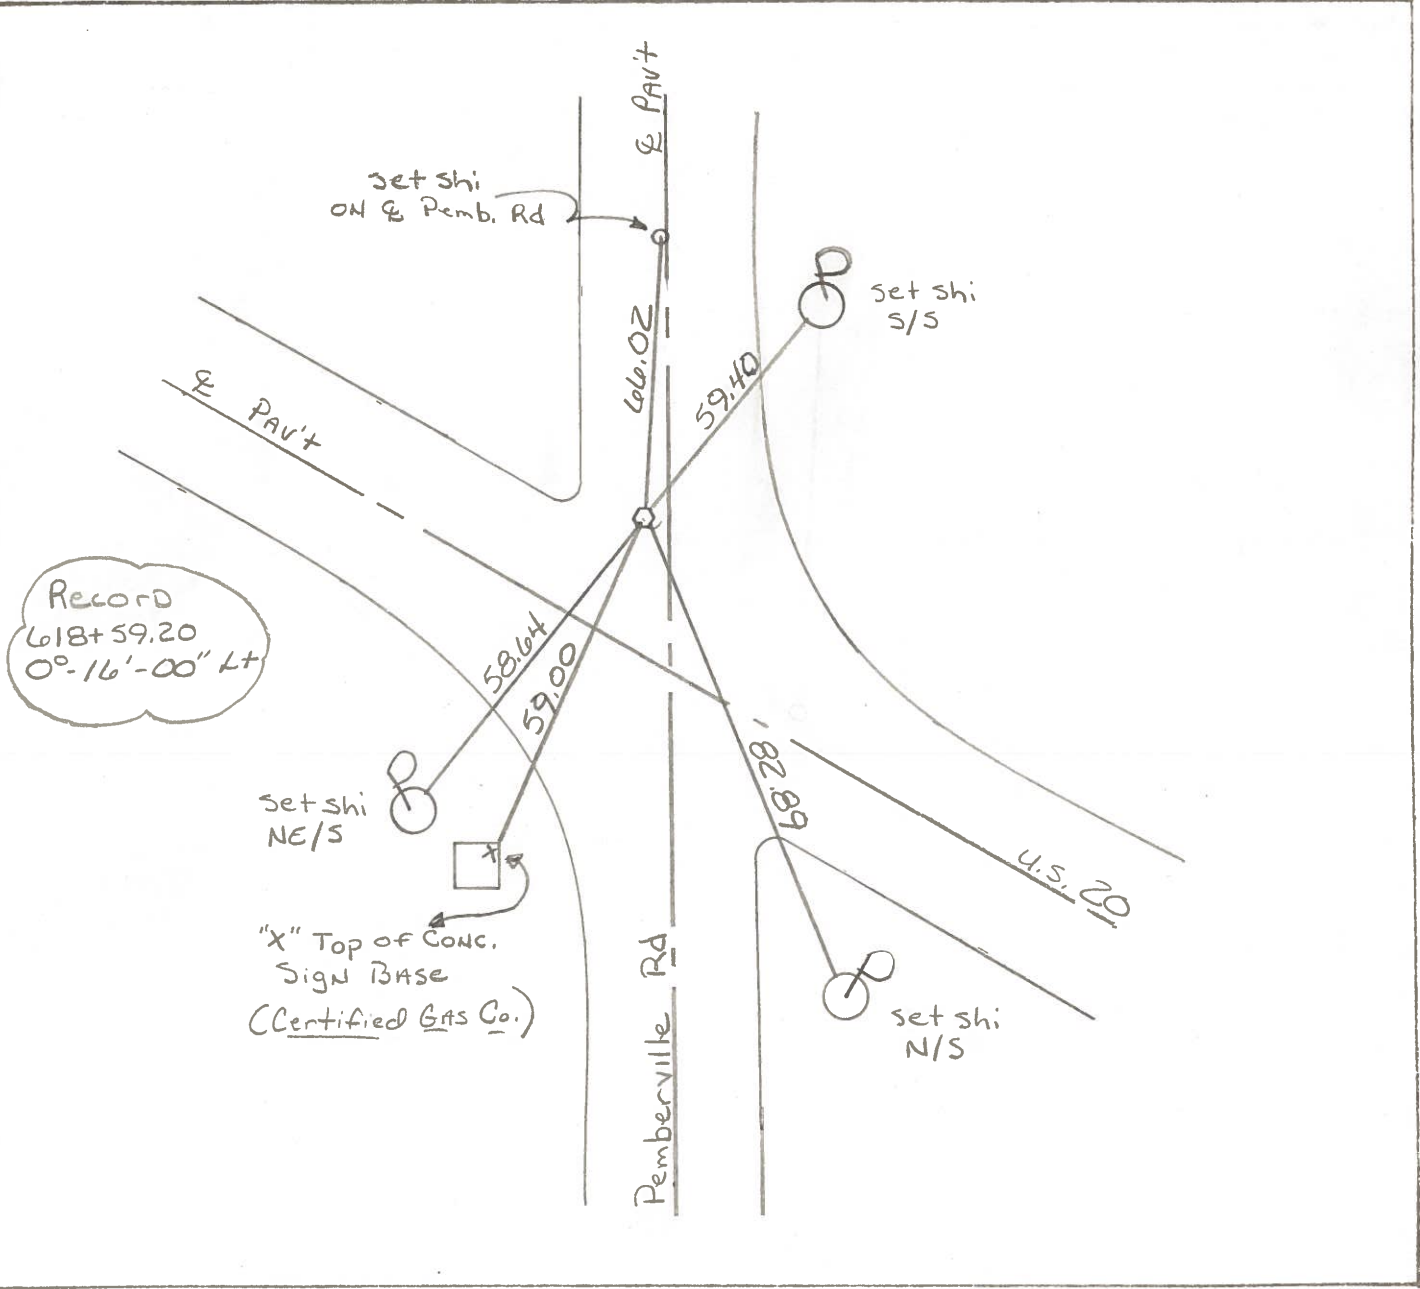 ℄ PAV't
set shi
ON ℄ Pemb. Rd
set shi
S/S
66.02
59.40
℄ PAV't
Record
618+59.20
0°-16'-00" Lt
58.64
59.00
68.28'
set shi
NE/S
U.S. 20
"X" Top of Conc.
Sign Base
(Certified Gas Co.)
Pemberville Rd
set shi
N/S
x